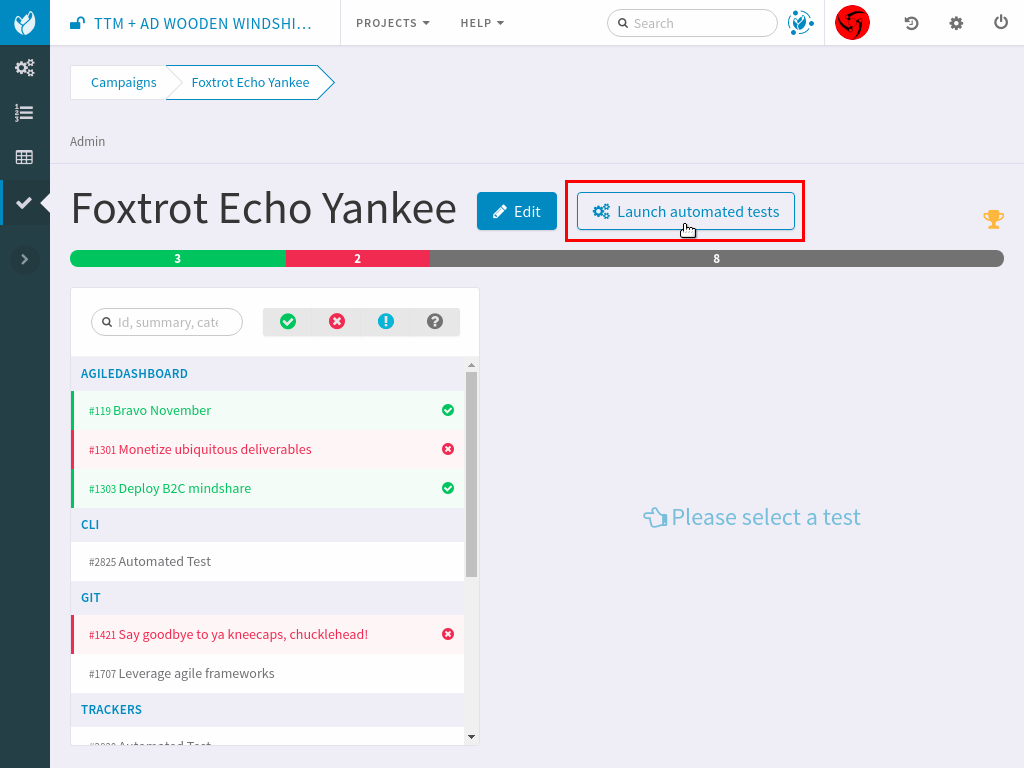 TTM + AD WOODEN WINDSHI...
PROJECTS
HELP
Search
Campaigns
Foxtrot Echo Yankee
Admin
Foxtrot Echo Yankee
Edit
Launch automated tests
3
2
8
Id, summary, cate
AGILEDASHBOARD
#119 Bravo November
#1301 Monetize ubiquitous deliverables
#1303 Deploy B2C mindshare
CLI
#2825 Automated Test
Please select a test
GIT
#1421 Say goodbye to ya kneecaps, chucklehead!
#1707 Leverage agile frameworks
TRACKERS
Automated Test